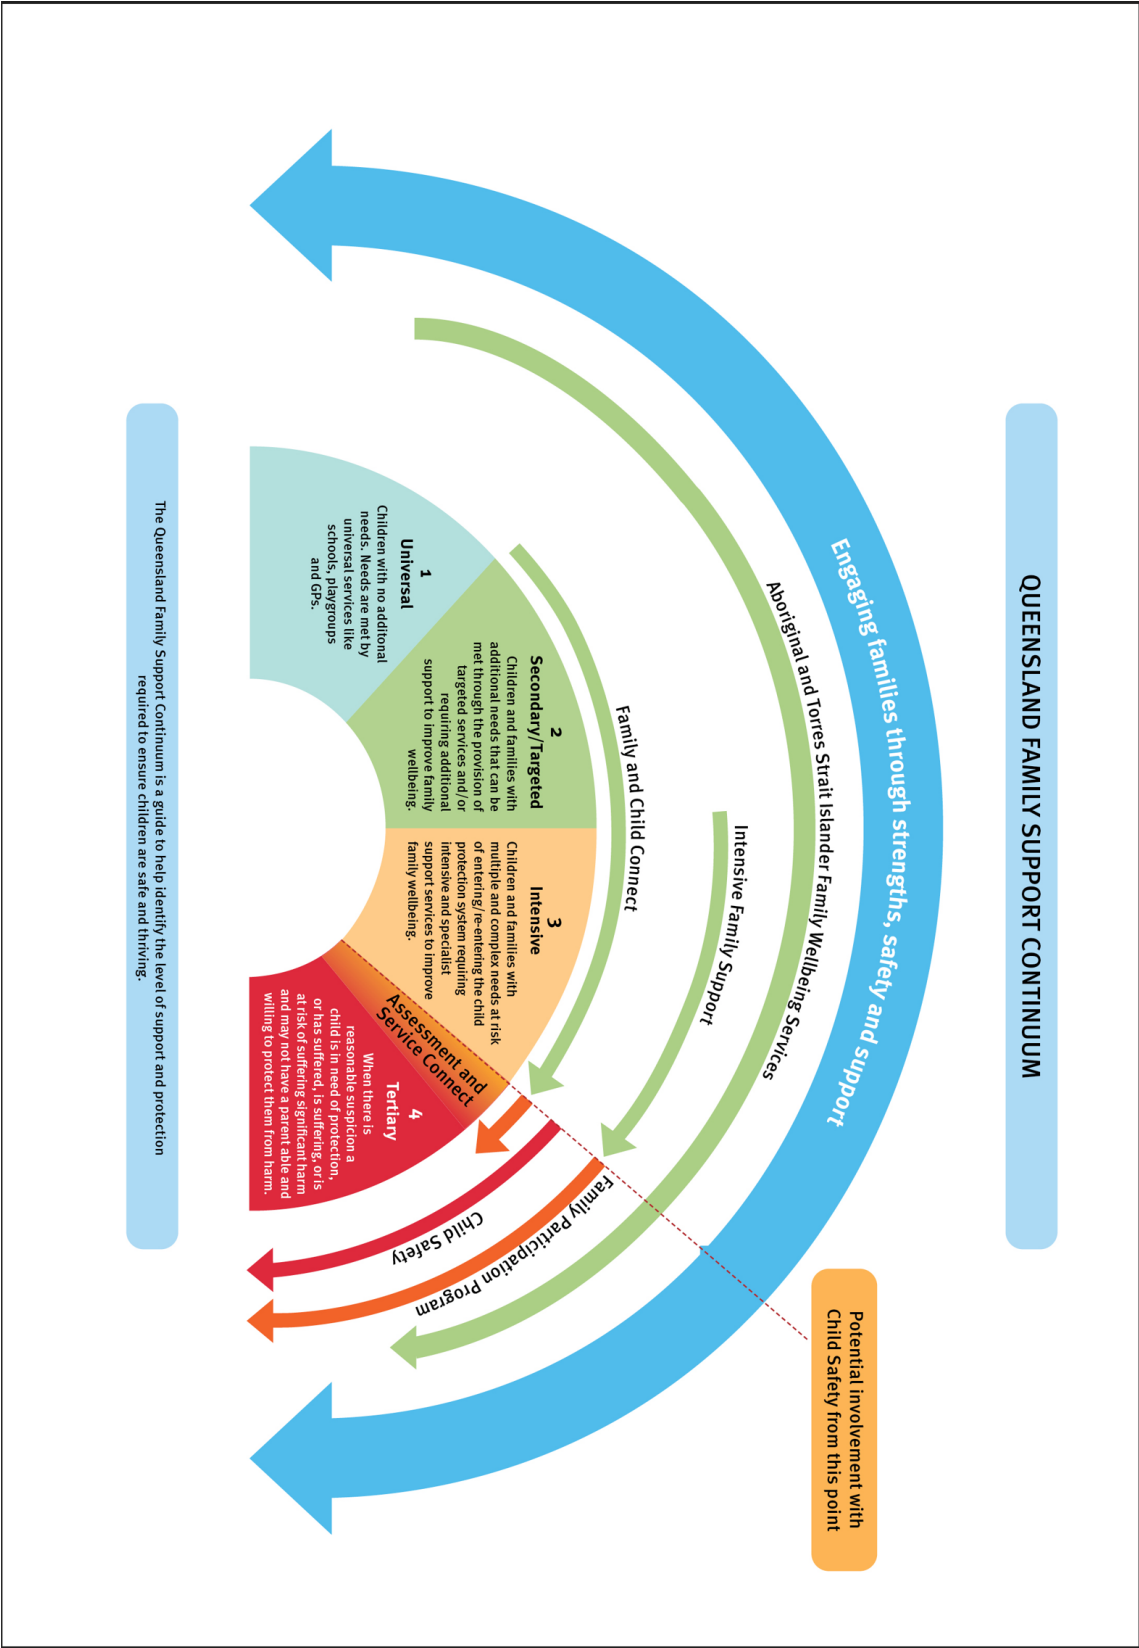 QUEENSLAND FAMILY SUPPORT CONTINUUM
Potential involvement with
Child Safety from this point
Engaging families through strengths, safety and support
Aboriginal and Torres Strait Islander Family Wellbeing Services
Intensive Family Support
Family and Child Connect
Family Participation Program
Child Safety
1
Universal
Children with no additonal
needs. Needs are met by
universal services like
schools, playgroups
and GPs.
2
Secondary/Targeted
Children and families with
additional needs that can be
met through the provision of
targeted services and/or
requiring additional
support to improve family
wellbeing.
3
Intensive
Children and families with
multiple and complex needs at risk
of entering/re-entering the child
protection system requiring
intensive and specialist
support services to improve
family wellbeing.
Assessment and
Service Connect
4
Tertiary
When there is
reasonable suspicion a
child is in need of protection,
or has suffered, is suffering, or is
at risk of suffering significant harm
and may not have a parent able and
willing to protect them from harm.
The Queensland Family Support Continuum is a guide to help identify the level of support and protection
required to ensure children are safe and thriving.